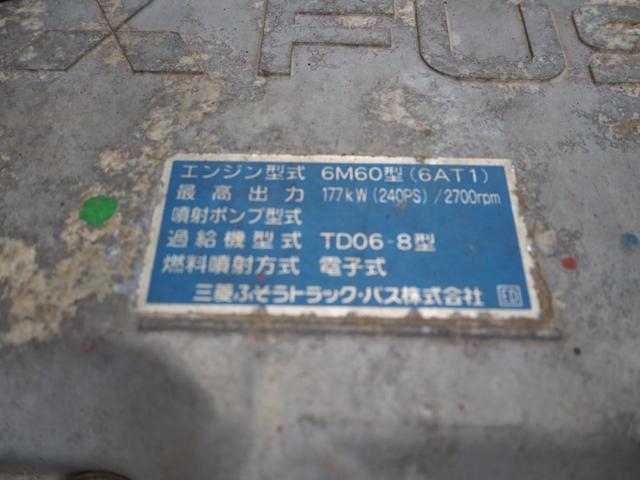 FUS
エンジン型式 6M60型(6AT1)
最高出力 177kW(240PS)/2700rpm
噴射ポンプ型式
過給機型式 TD06-8型
燃料噴射方式 電子式
三菱ふそうトラック・バス株式会社 ED